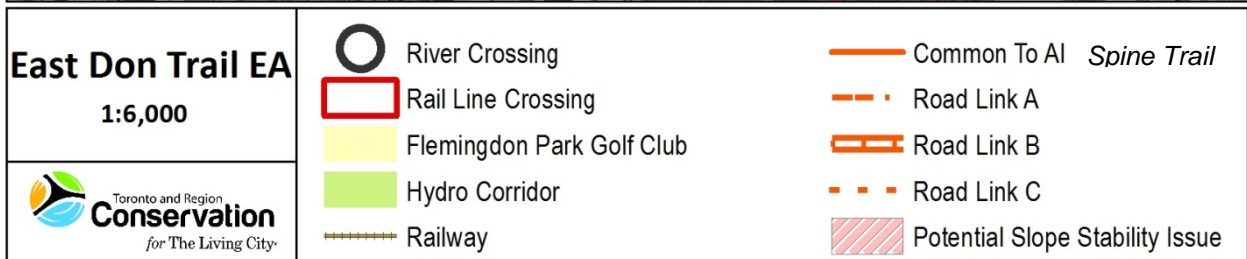 East Don Trail EA
1:6,000
Toronto and Region
Conservation
for The Living City·
River Crossing
Rail Line Crossing
Flemingdon Park Golf Club
Hydro Corridor
Railway
Common To Al Spine Trail
Road Link A
Road Link B
Road Link C
Potential Slope Stability Issue